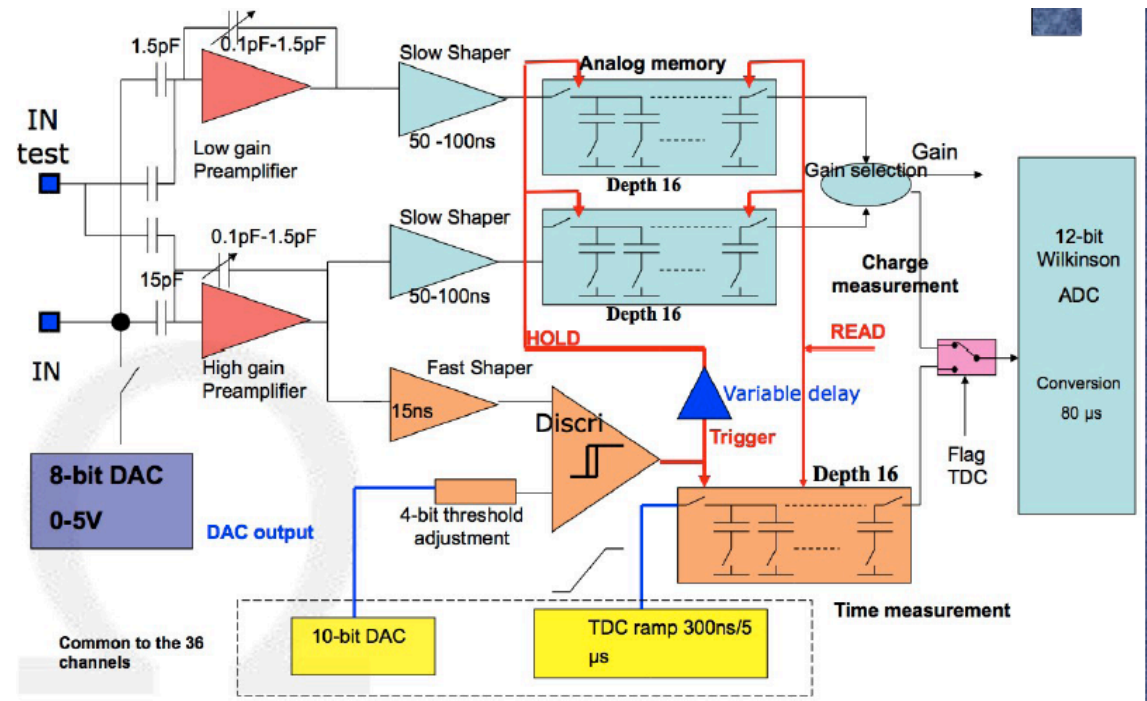 1.5pF
0.1pF-1.5pF
Slow Shaper
Analog memory
IN
test
Low gain
Preamplifier
50 -100ns
Depth 16
Gain
Gain selection
Slow Shaper
0.1pF-1.5pF
15pF
50-100ns
Depth 16
Charge
measurement
12-bit
Wilkinson
ADC
Conversion
80 µs
IN
High gain
Preamplifier
HOLD
READ
Fast Shaper
15ns
Variable delay
Discri
Trigger
Flag
TDC
8-bit DAC
0-5V
DAC output
4-bit threshold
adjustment
Depth 16
Time measurement
Common to the 36
channels
10-bit DAC
TDC ramp 300ns/5
µs